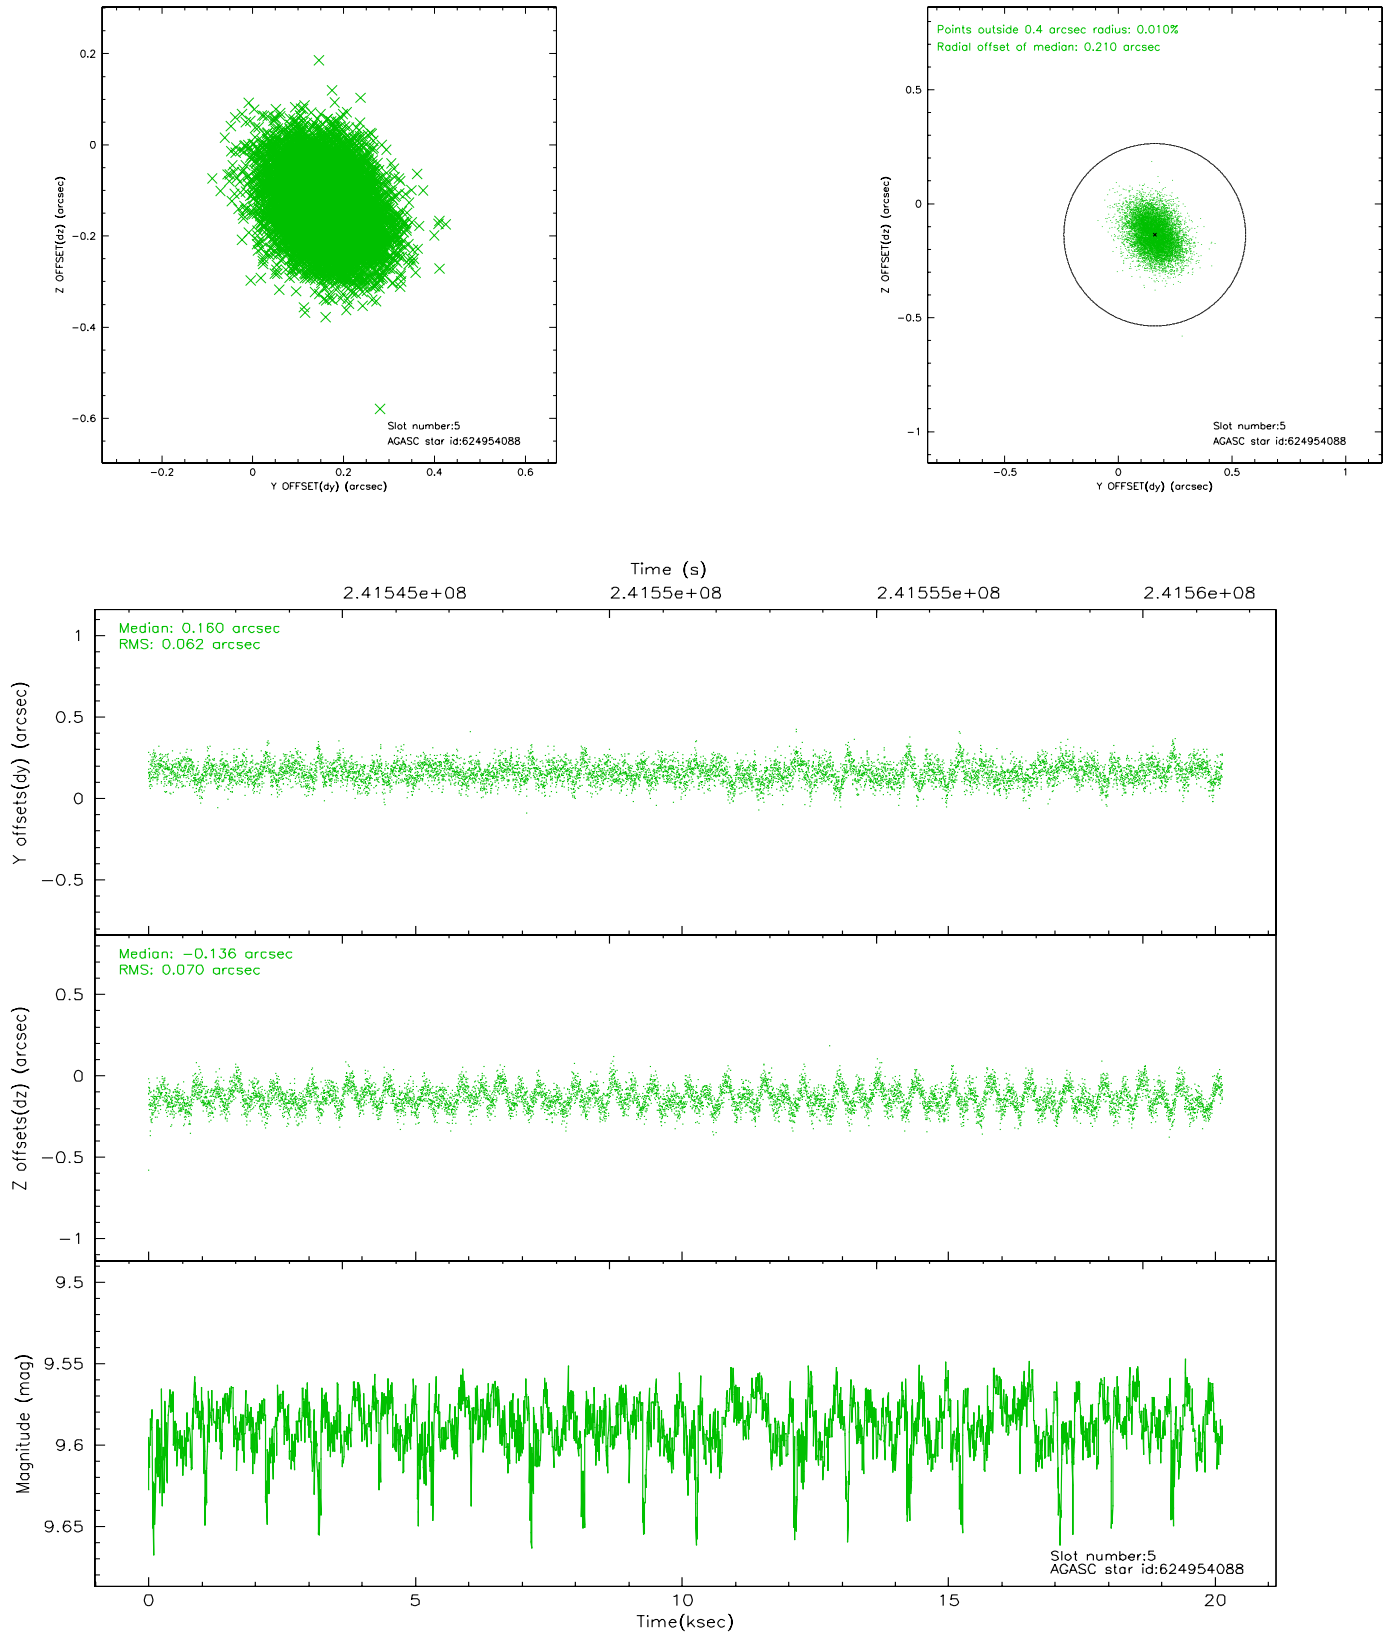 0.2
0
−0.2
−0.4
−0.6
Z OFFSET(dz) (arcsec)
Slot number:5
AGASC star id:624954088
−0.2 0 0.2 0.4 0.6
Y OFFSET(dy) (arcsec)
Points outside 0.4 arcsec radius: 0.010%
Radial offset of median: 0.210 arcsec
0.5
0
−0.5
−1
Z OFFSET(dz) (arcsec)
Slot number:5
AGASC star id:624954088
−0.5 0 0.5 1
Y OFFSET(dy) (arcsec)
Time (s)
2.41545e+08 2.4155e+08 2.41555e+08 2.4156e+08
Median: 0.160 arcsec
RMS: 0.062 arcsec
1
0.5
0
−0.5
Y offsets(dy) (arcsec)
Median: −0.136 arcsec
RMS: 0.070 arcsec
0.5
0
−0.5
−1
Z offsets(dz) (arcsec)
9.5
9.55
9.6
9.65
Magnitude (mag)
Slot number:5
AGASC star id:624954088
0 5 10 15 20
Time(ksec)